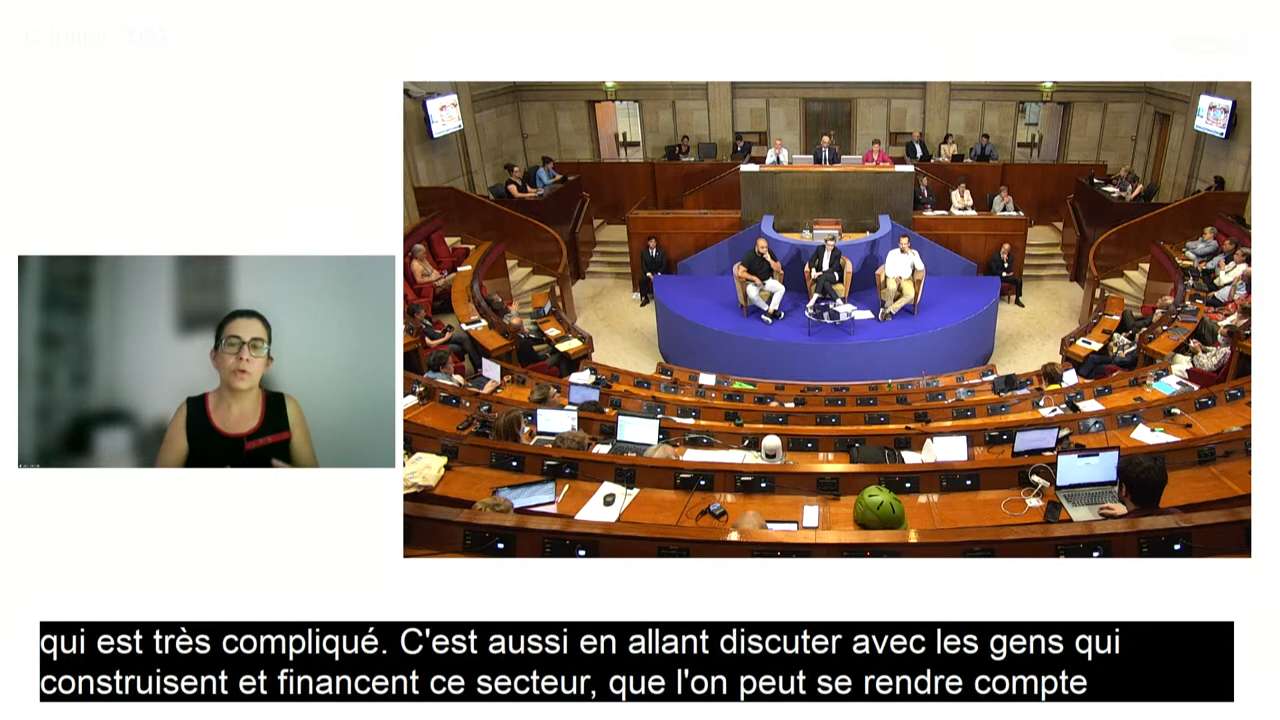 qui est très compliqué. C'est aussi en allant discuter avec les gens qui
construisent et financent ce secteur, que l'on peut se rendre compte